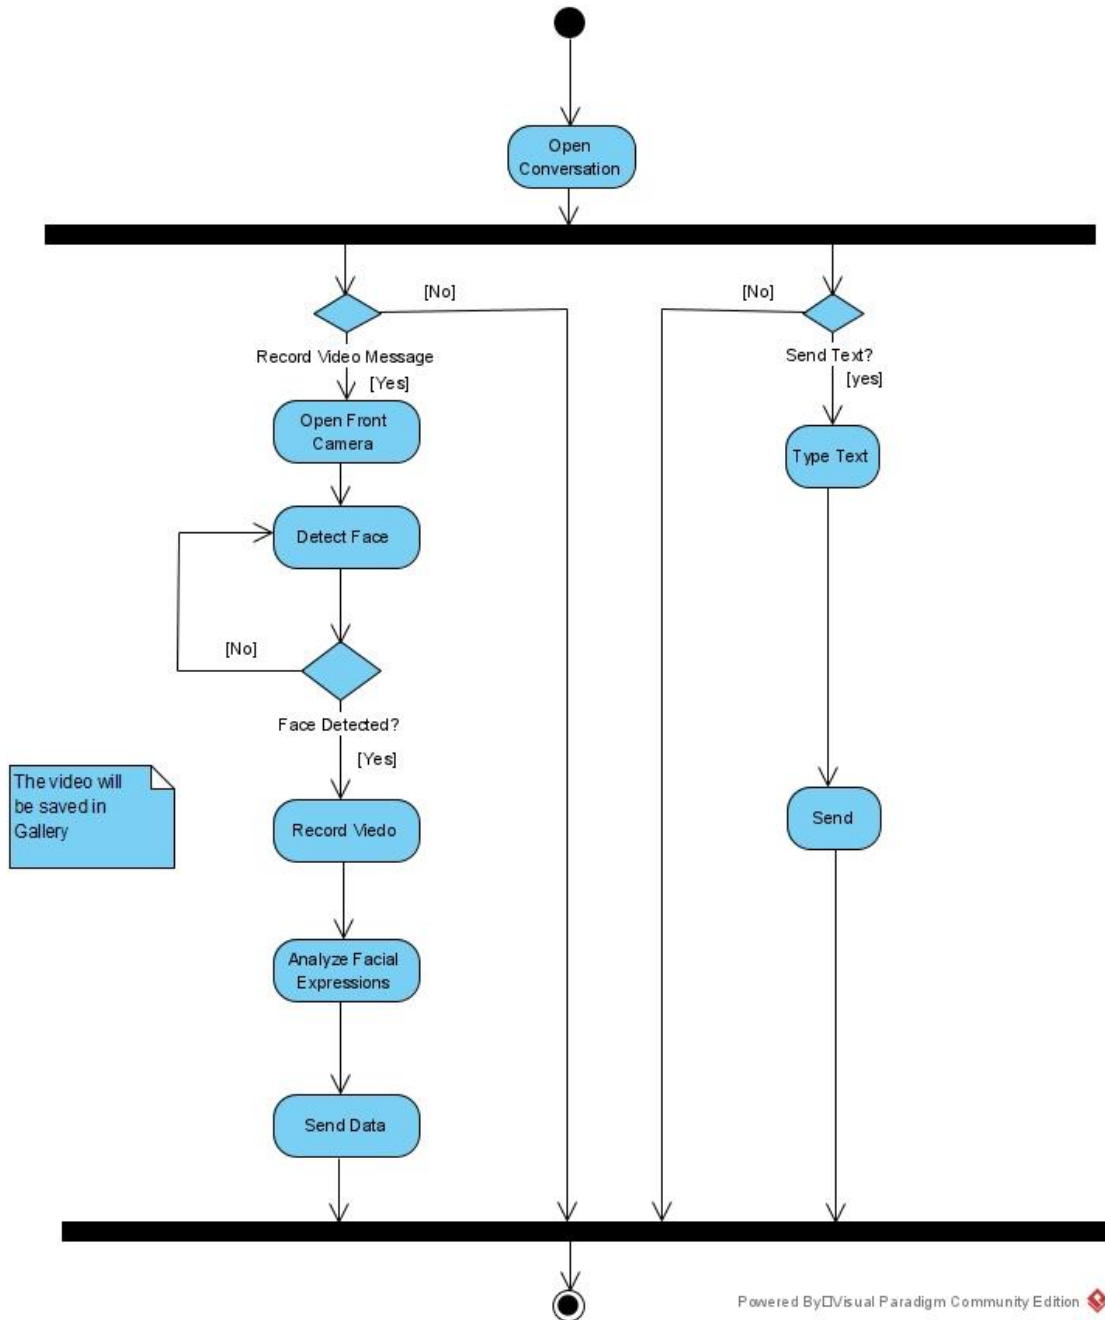 Open
Conversation
[No]
[No]
Record Video Message
[Yes]
Send Text?
[yes]
Open Front
Camera
Type Text
Detect Face
[No]
Face Detected?
[Yes]
The video will
be saved in
Gallery
Record Viedo
Send
Analyze Facial
Expressions
Send Data
Powered By□Visual Paradigm Community Edition